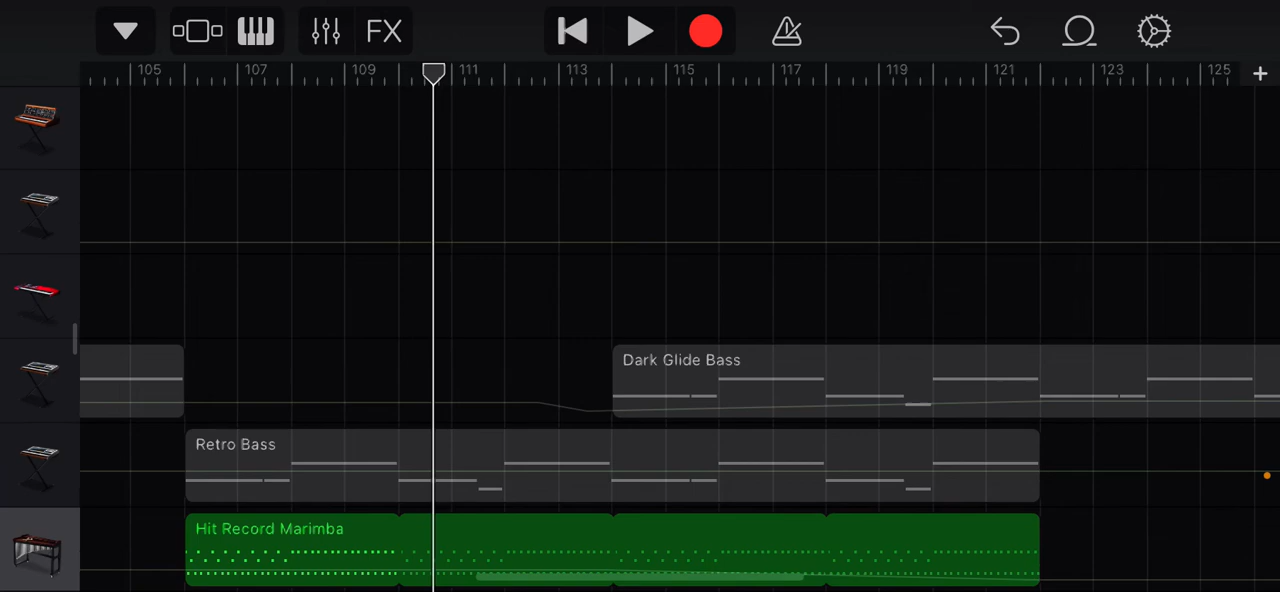 FX
105 107 109 111 113 115 117 119 121 123 125
Dark Glide Bass
Retro Bass
Hit Record Marimba